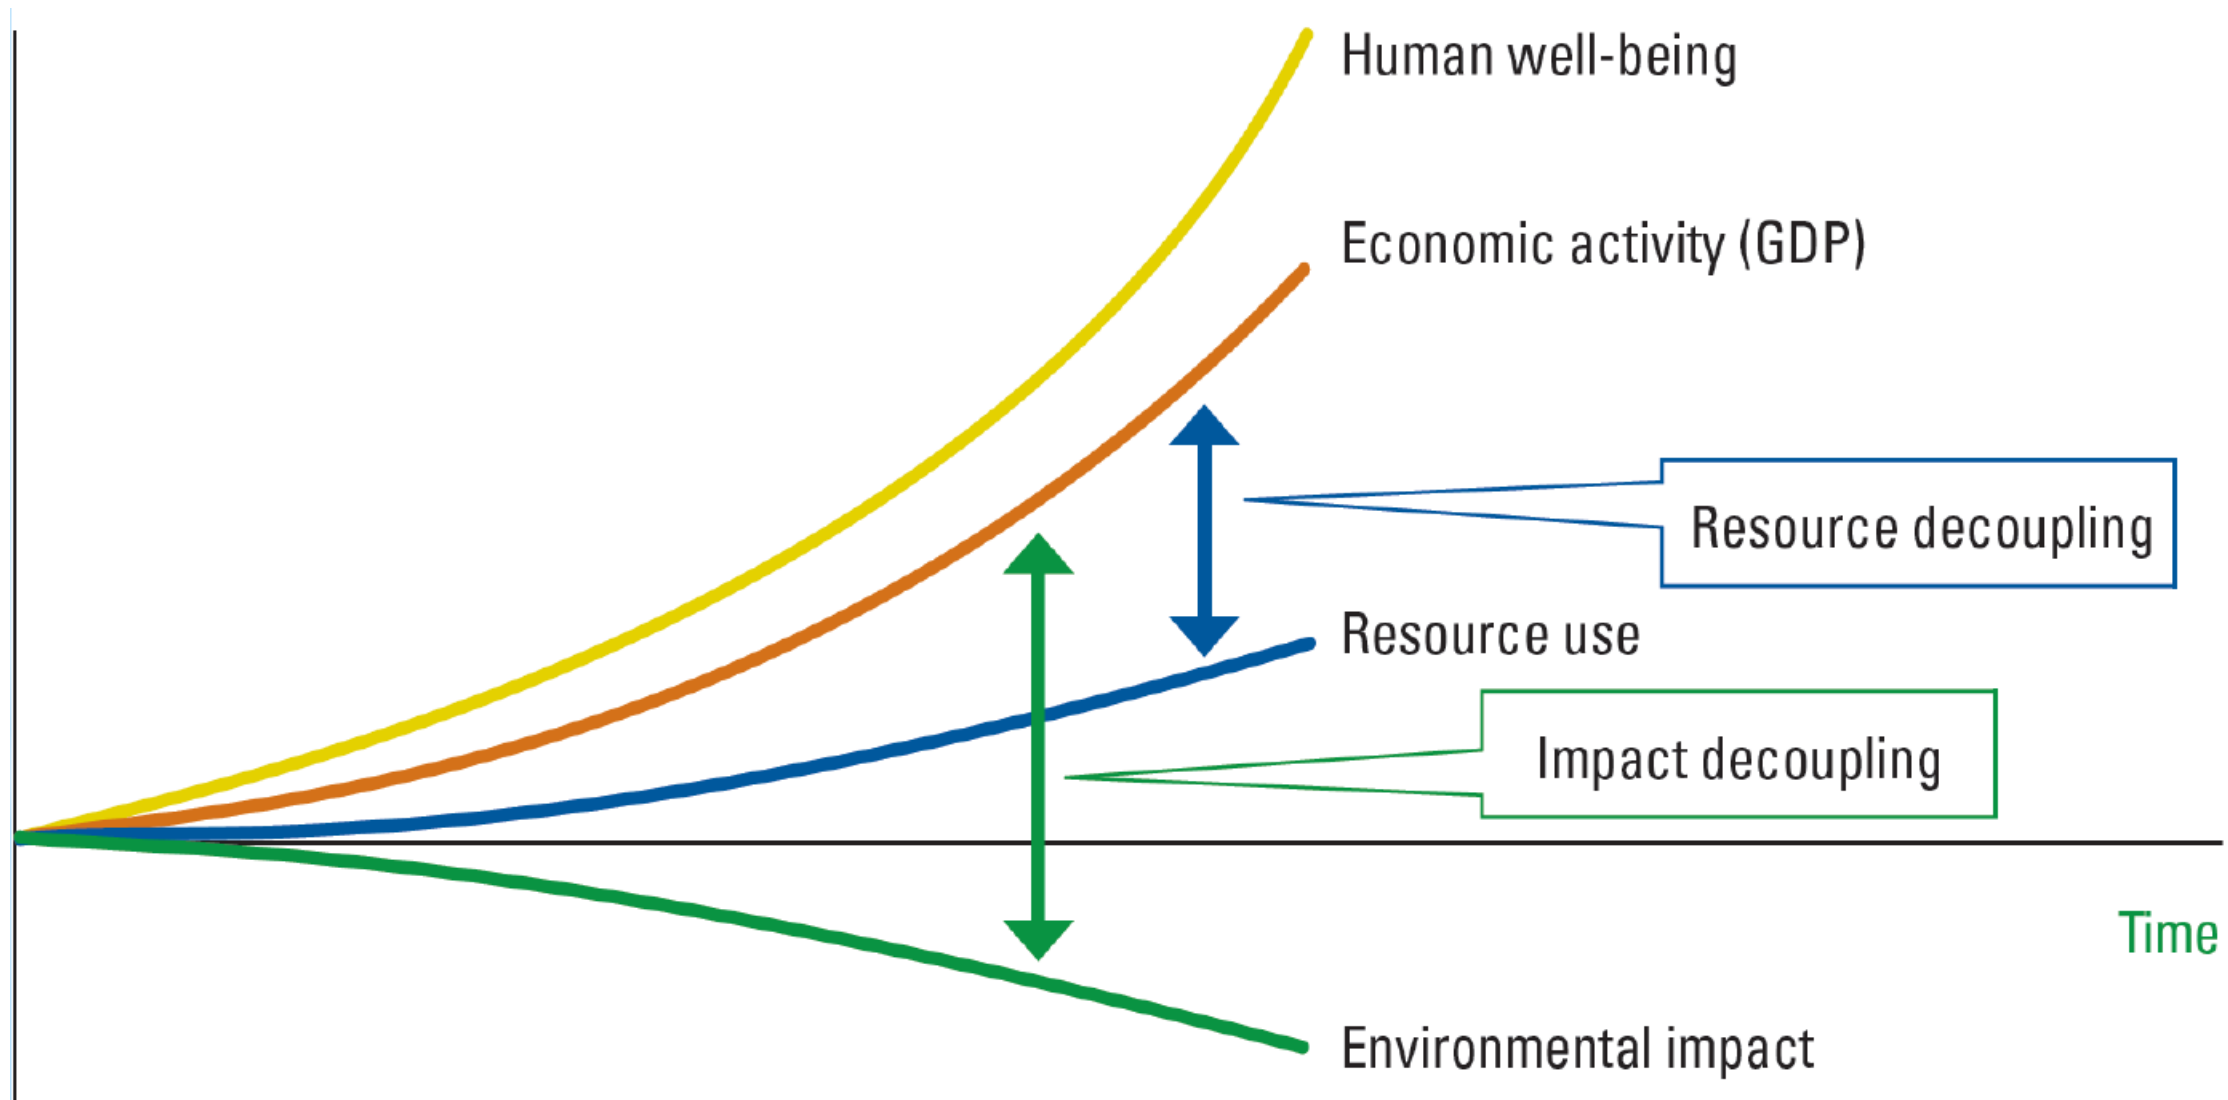 Human well-being
Economic activity (GDP)
Resource decoupling
Resource use
Impact decoupling
Time
Environmental impact